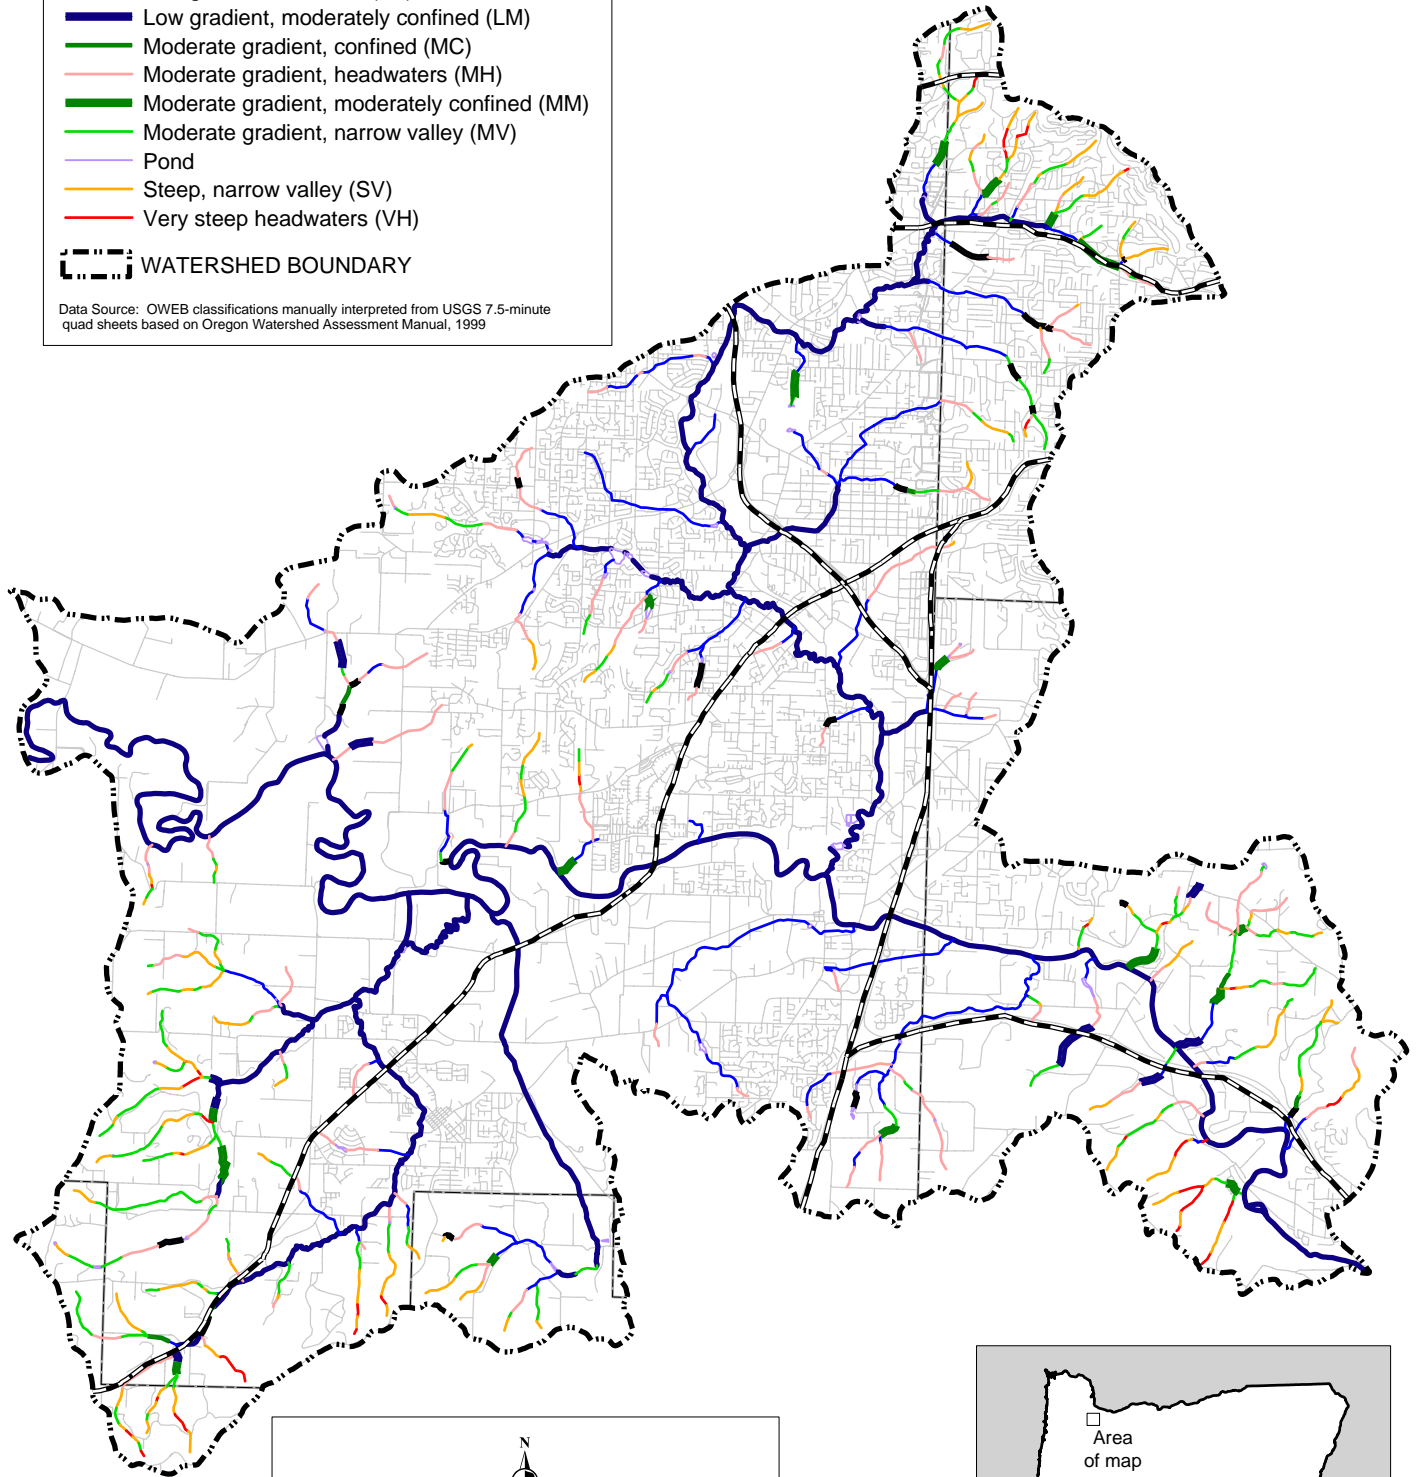 Low gradient, moderately confined (LM)
Moderate gradient, confined (MC)
Moderate gradient, headwaters (MH)
Moderate gradient, moderately confined (MM)
Moderate gradient, narrow valley (MV)
Pond
Steep, narrow valley (SV)
Very steep headwaters (VH)
WATERSHED BOUNDARY
Data Source: OWEB classifications manually interpreted from USGS 7.5-minute
quad sheets based on Oregon Watershed Assessment Manual, 1999
N
Area
of map